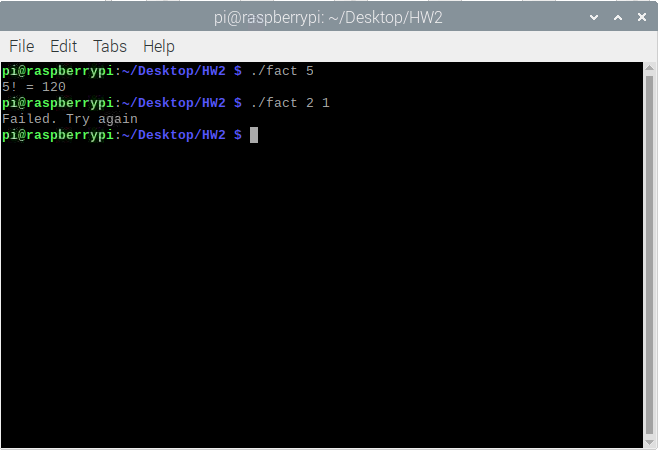 pi@raspberrypi: ~/Desktop/HW2
File Edit Tabs Help
pi@raspberrypi:~/Desktop/HW2 $ ./fact 5
5! = 120
pi@raspberrypi:~/Desktop/HW2 $ ./fact 2 1
Failed. Try again
pi@raspberrypi:~/Desktop/HW2 $